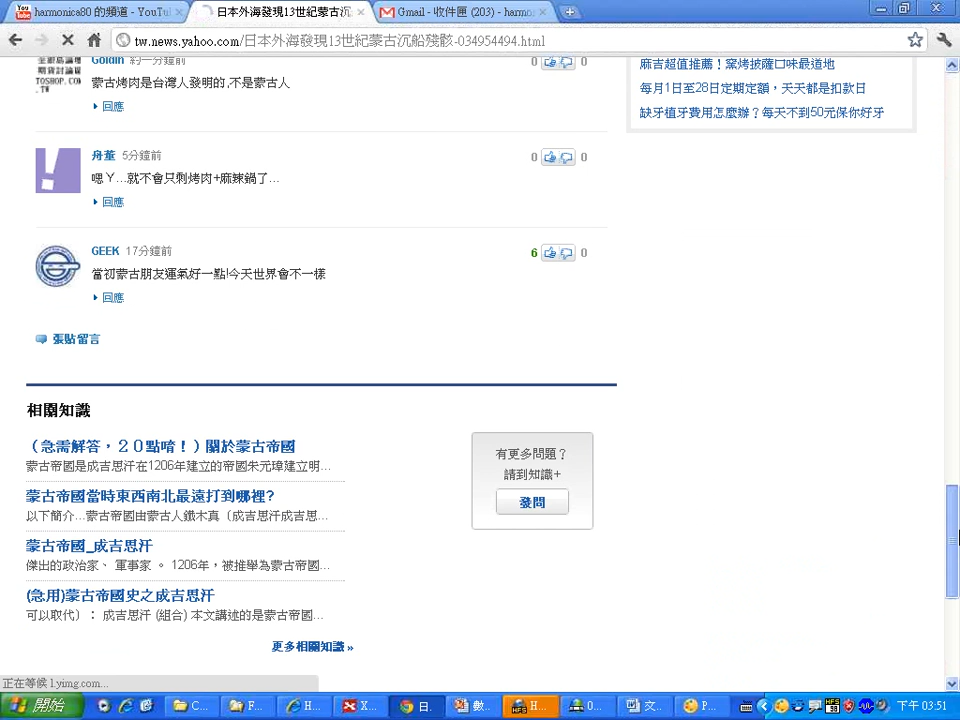 harmonica80 的頻道 - YouTu
日本外海發現13世紀蒙古沉
Gmail - 收件匣 (203) - harmo
tw.news.yahoo.com/日本外海發現13世紀蒙古沉船殘骸-034954494.html
Goldin 約一分鐘前
0 0
蒙古烤肉是台灣人發明的,不是蒙古人
回應
舟董 5分鐘前
0 0
嗯ㄚ...就不會只剩烤肉+麻辣鍋了...
回應
GEEK 17分鐘前
6 0
當初蒙古朋友運氣好一點!今天世界會不一樣
回應
張貼留言
麻吉超值推薦！窯烤披薩口味最道地
每月1日至28日定期定額，天天都是扣款日
缺牙植牙費用怎麼辦？每天不到50元保你好牙
相關知識
（急需解答，２０點唷！）關於蒙古帝國
蒙古帝國是成吉思汗在1206年建立的帝國朱元璋建立明...
蒙古帝國當時東西南北最遠打到哪裡?
以下簡介...蒙古帝國由蒙古人鐵木真〔成吉思汗成吉思...
蒙古帝國_成吉思汗
傑出的政治家、 軍事家 。 1206年，被推舉為蒙古帝國...
(急用)蒙古帝國史之成吉思汗
可以取代〕： 成吉思汗 (組合) 本文講述的是蒙古帝國...
更多相關知識 »
有更多問題？
請到知識+
發問
正在等候 l.yimg.com...
開始
C...
F...
H...
X...
日.
數..
H...
0...
文..
P...
下午 03:51